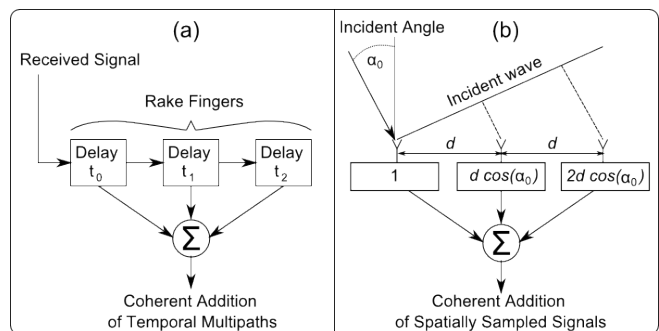 (a)
Received Signal
Rake Fingers
Delay
t0
Delay
t1
Delay
t2
Σ
Coherent Addition
of Temporal Multipaths
(b)
Incident Angle
α0
Incident wave
d
d
1
d cos(α0)
2d cos(α0)
Σ
Coherent Addition
of Spatially Sampled Signals